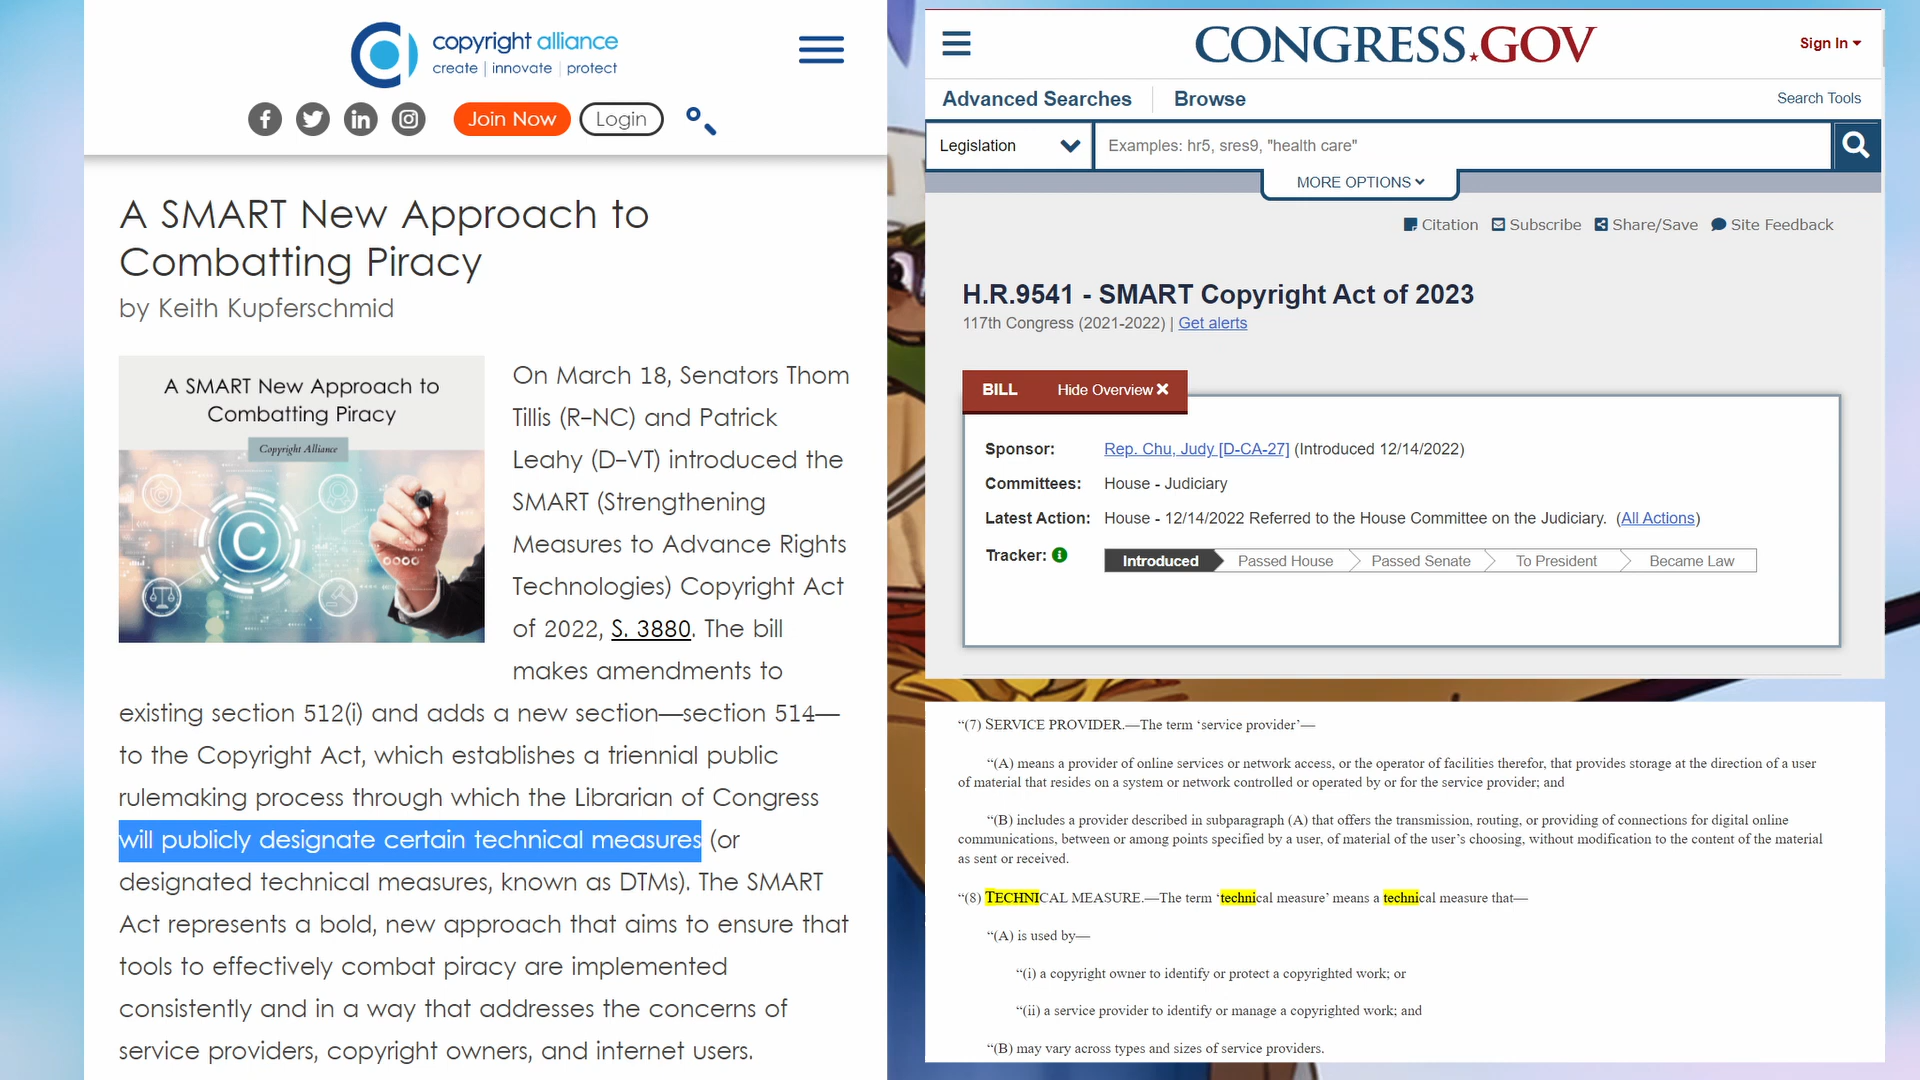 copyright alliance
create | innovate | protect
Join Now
Login
A SMART New Approach to
Combatting Piracy
by Keith Kupferschmid
A SMART New Approach to
Combatting Piracy
Copyright Alliance
On March 18, Senators Thom
Tillis (R-NC) and Patrick
Leahy (D-VT) introduced the
SMART (Strengthening
Measures to Advance Rights
Technologies) Copyright Act
of 2022, S. 3880. The bill
makes amendments to
existing section 512(i) and adds a new section—section 514—
to the Copyright Act, which establishes a triennial public
rulemaking process through which the Librarian of Congress
will publicly designate certain technical measures (or
designated technical measures, known as DTMs). The SMART
Act represents a bold, new approach that aims to ensure that
tools to effectively combat piracy are implemented
consistently and in a way that addresses the concerns of
service providers, copyright owners, and internet users.
CONGRESS.GOV
Sign In
Advanced Searches
Browse
Search Tools
Legislation
Examples: hr5, sres9, "health care"
MORE OPTIONS
Citation
Subscribe
Share/Save
Site Feedback
H.R.9541 - SMART Copyright Act of 2023
117th Congress (2021-2022) | Get alerts
BILL
Hide Overview
Sponsor: Rep. Chu, Judy [D-CA-27] (Introduced 12/14/2022)
Committees: House - Judiciary
Latest Action: House - 12/14/2022 Referred to the House Committee on the Judiciary. (All Actions)
Tracker: Introduced Passed House Passed Senate To President Became Law
“(7) SERVICE PROVIDER.—The term ‘service provider’—
“(A) means a provider of online services or network access, or the operator of facilities therefor, that provides storage at the direction of a user
of material that resides on a system or network controlled or operated by or for the service provider; and
“(B) includes a provider described in subparagraph (A) that offers the transmission, routing, or providing of connections for digital online
communications, between or among points specified by a user, of material of the user’s choosing, without modification to the content of the material
as sent or received.
“(8) TECHNICAL MEASURE.—The term ‘technical measure’ means a technical measure that—
“(A) is used by—
“(i) a copyright owner to identify or protect a copyrighted work; or
“(ii) a service provider to identify or manage a copyrighted work; and
“(B) may vary across types and sizes of service providers.